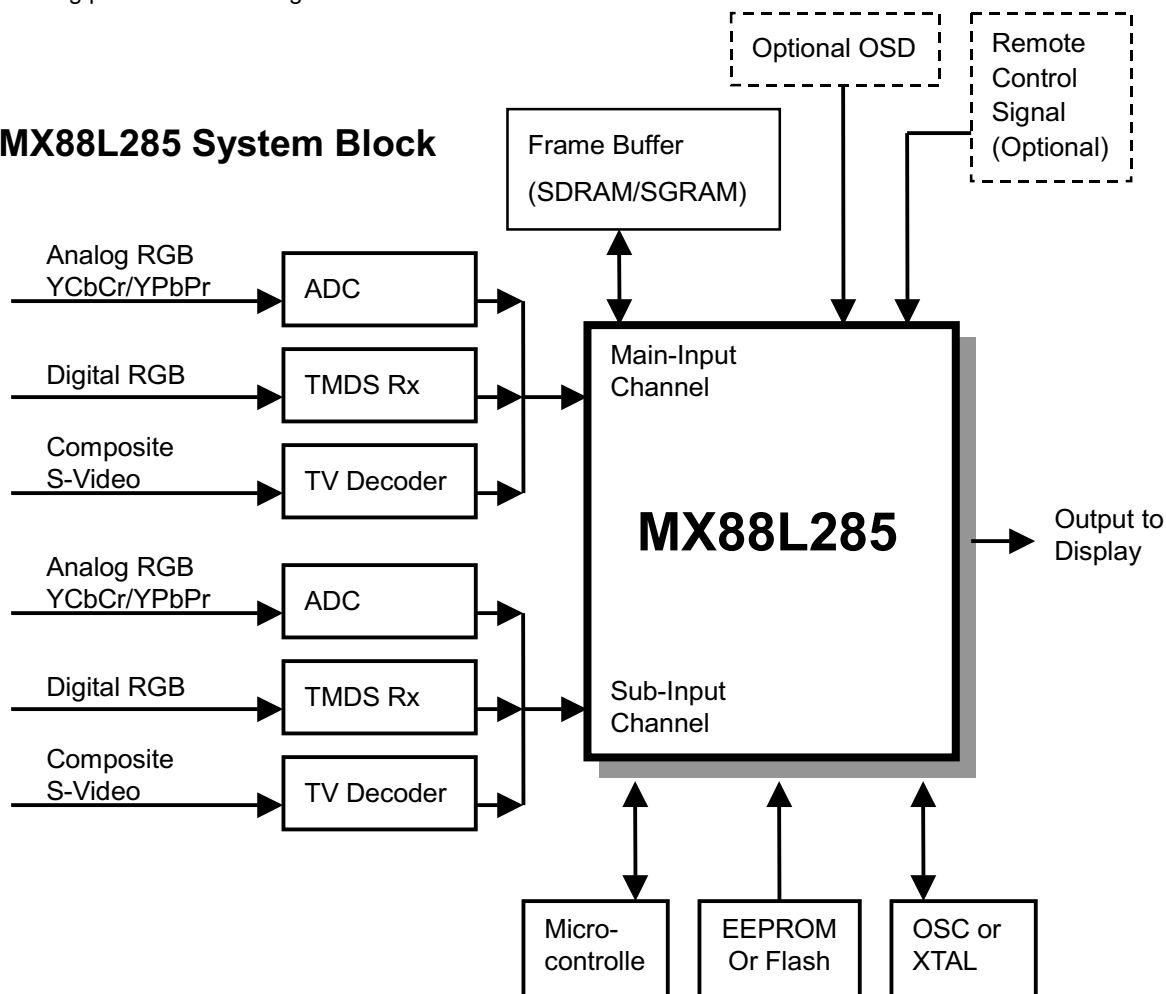 Optional OSD
Remote
Control
Signal
(Optional)
MX88L285 System Block
Frame Buffer
(SDRAM/SGRAM)
Analog RGB
YCbCr/YPbPr
ADC
Digital RGB
TMDS Rx
Composite
S-Video
TV Decoder
Main-Input
Channel
MX88L285
Output to
Display
Analog RGB
YCbCr/YPbPr
ADC
Digital RGB
TMDS Rx
Composite
S-Video
TV Decoder
Sub-Input
Channel
Micro-
controlle
EEPROM
Or Flash
OSC or
XTAL